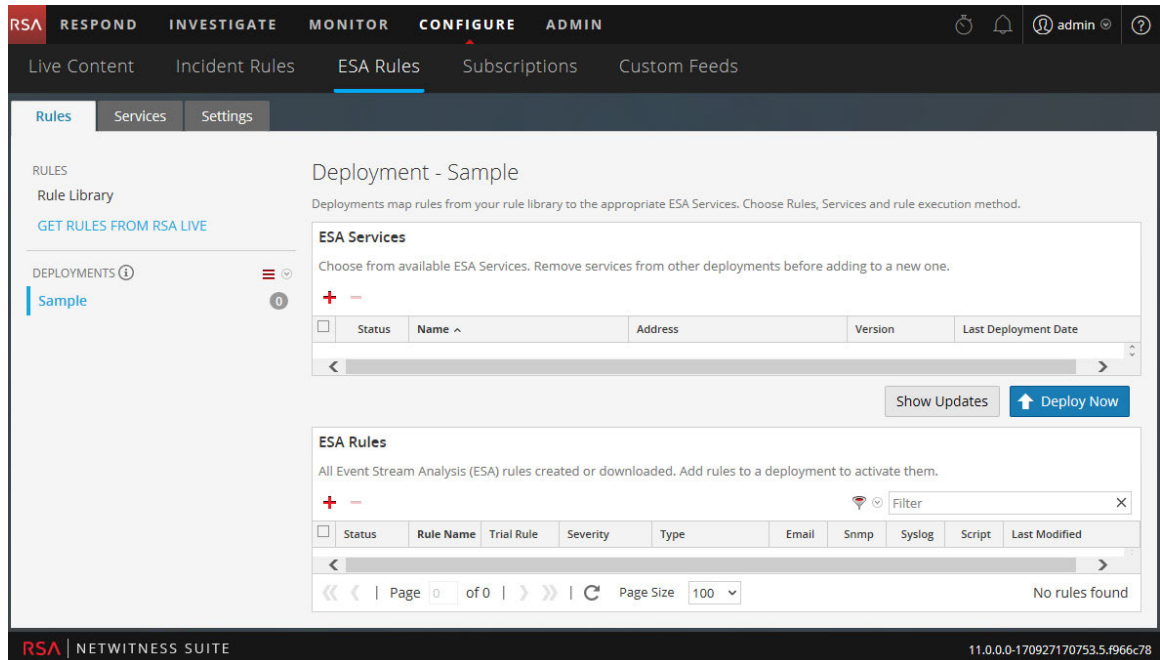 RSA RESPOND INVESTIGATE MONITOR CONFIGURE ADMIN admin ?
Live Content Incident Rules ESA Rules Subscriptions Custom Feeds
Rules Services Settings
RULES
Rule Library
GET RULES FROM RSA LIVE
DEPLOYMENTS i
Sample 0
Deployment - Sample
Deployments map rules from your rule library to the appropriate ESA Services. Choose Rules, Services and rule execution method.
ESA Services
Choose from available ESA Services. Remove services from other deployments before adding to a new one.
Status Name Address Version Last Deployment Date
Show Updates Deploy Now
ESA Rules
All Event Stream Analysis (ESA) rules created or downloaded. Add rules to a deployment to activate them.
Filter
Status Rule Name Trial Rule Severity Type Email Snmp Syslog Script Last Modified
| Page 0 of 0 | | Page Size 100 No rules found
RSA | NETWITNESS SUITE 11.0.0.0-170927170753.5.f966c78